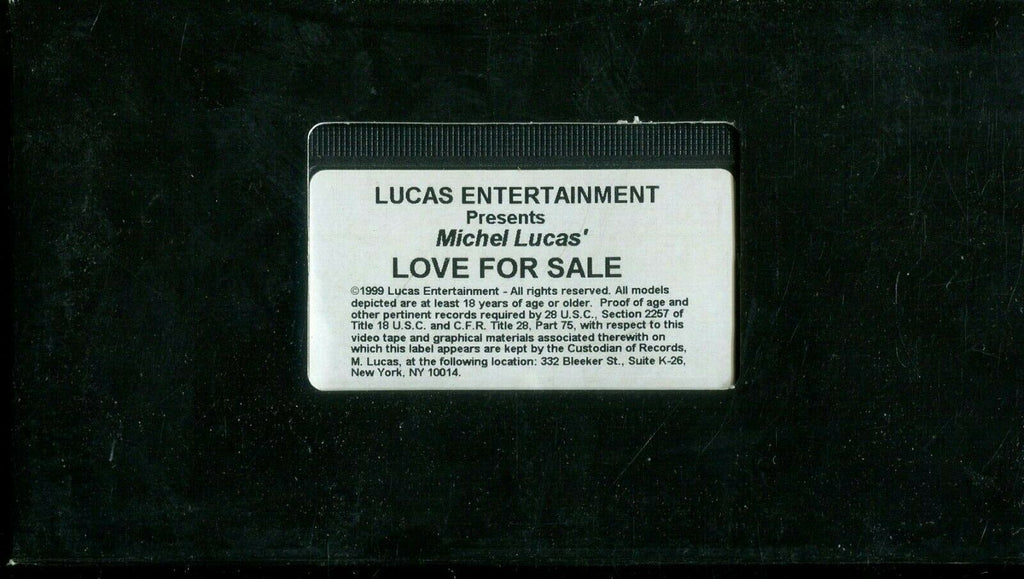 LUCAS ENTERTAINMENT
Presents
Michel Lucas'
LOVE FOR SALE
©1999 Lucas Entertainment - All rights reserved. All models
depicted are at least 18 years of age or older. Proof of age and
other pertinent records required by 28 U.S.C., Section 2257 of
Title 18 U.S.C. and C.F.R. Title 28, Part 75, with respect to this
video tape and graphical materials associated therewith on
which this label appears are kept by the Custodian of Records,
M. Lucas, at the following location: 332 Bleeker St., Suite K-26,
New York, NY 10014.